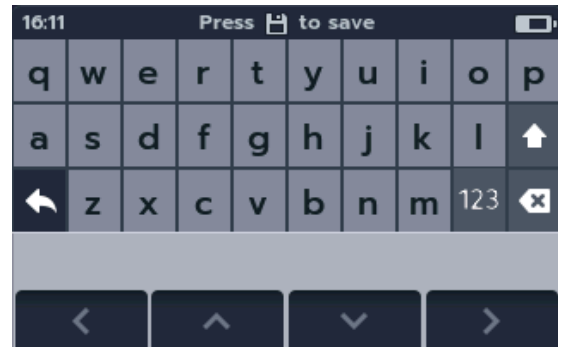 16:11 Press to save
q w e r t y u i o p
a s d f g h j k l
z x c v b n m 123